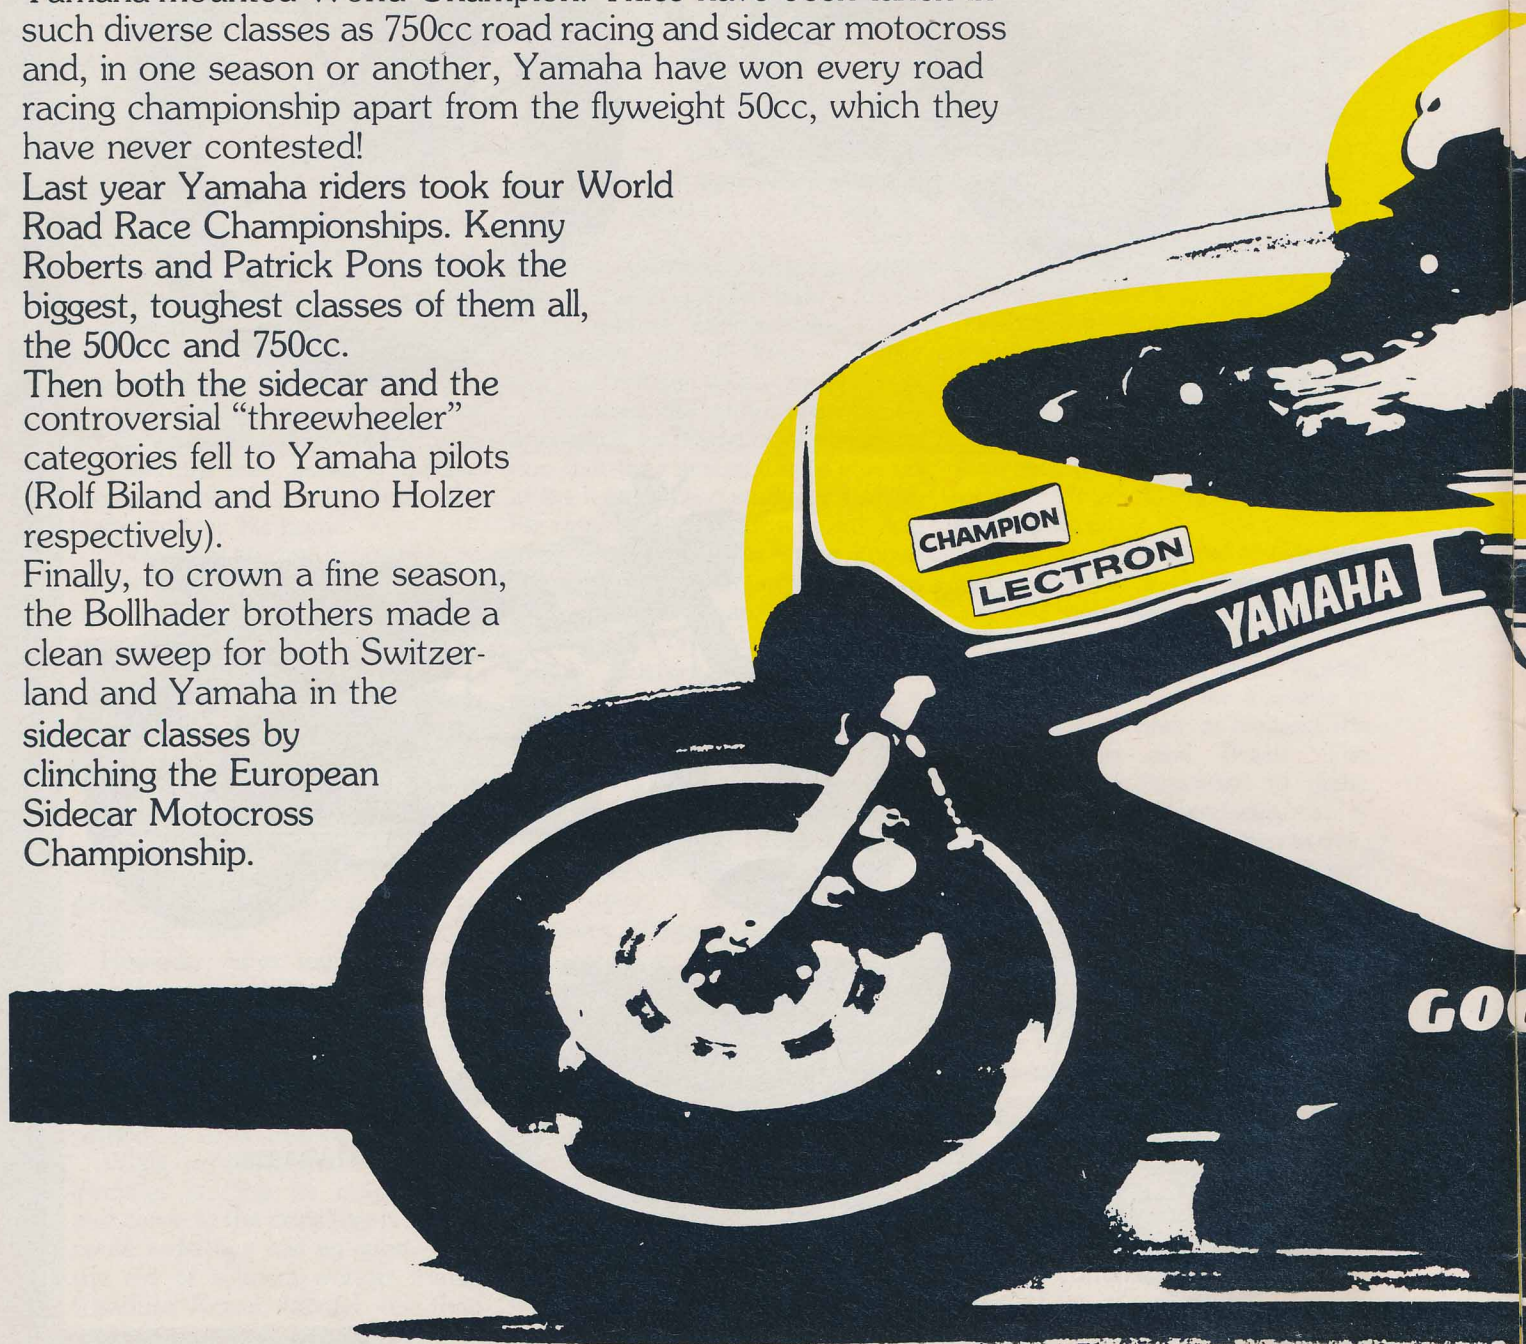 such diverse classes as 750cc road racing and sidecar motocross
and, in one season or another, Yamaha have won every road
racing championship apart from the flyweight 50cc, which they
have never contested!
Last year Yamaha riders took four World
Road Race Championships. Kenny
Roberts and Patrick Pons took the
biggest, toughest classes of them all,
the 500cc and 750cc.
Then both the sidecar and the
controversial “threewheeler”
categories fell to Yamaha pilots
(Rolf Biland and Bruno Holzer
respectively).
Finally, to crown a fine season,
the Bollhader brothers made a
clean sweep for both Switzer-
land and Yamaha in the
sidecar classes by
clinching the European
Sidecar Motocross
Championship.
CHAMPION
LECTRON
YAMAHA
GO